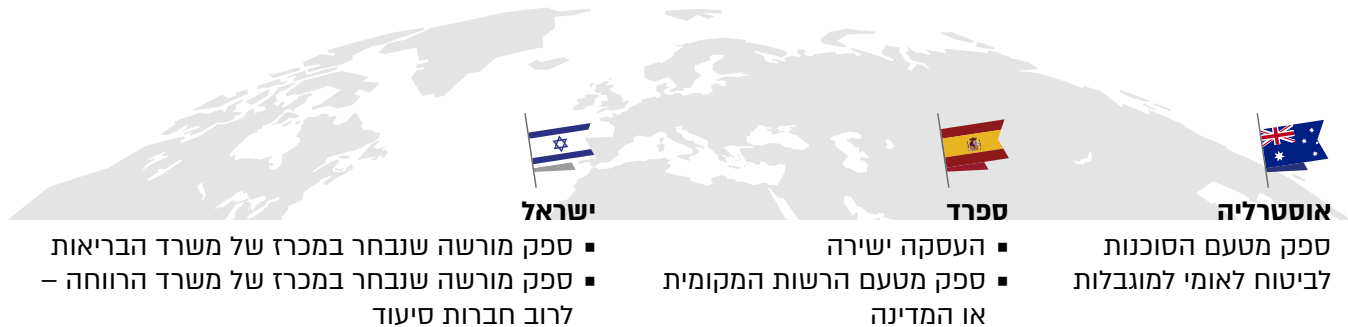 אוסטרליה
ספק מטעם הסוכנות
לביטוח לאומי למוגבלות
ספרד
▪ העסקה ישירה
▪ ספק מטעם הרשות המקומית
או המדינה
ישראל
▪ ספק מורשה שנבחר במכרז של משרד הבריאות
▪ ספק מורשה שנבחר במכרז של משרד הרווחה –
לרוב חברות סיעוד